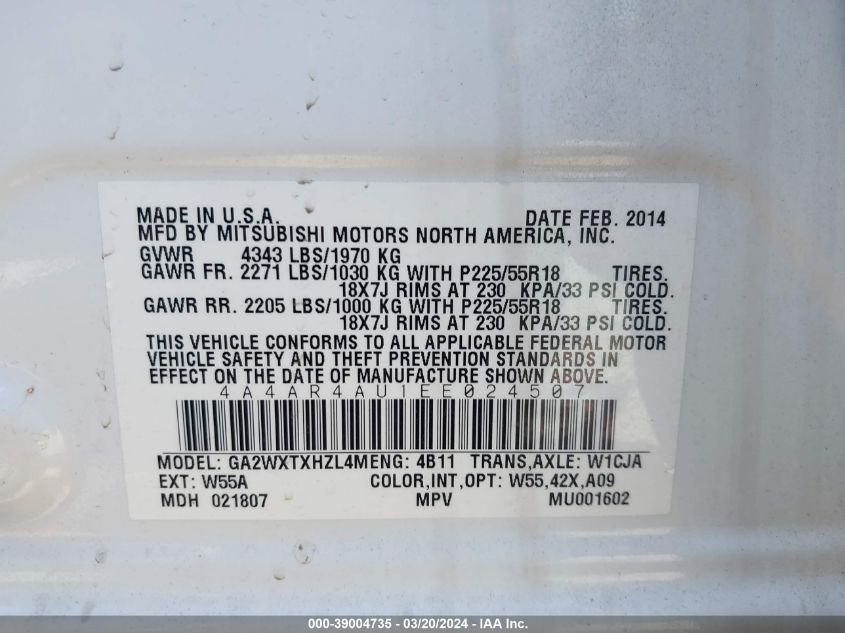 MADE IN U.S.A. DATE FEB. 2014
MFD BY MITSUBISHI MOTORS NORTH AMERICA, INC.
GVWR 4343 LBS/1970 KG
GAWR FR. 2271 LBS/1030 KG WITH P225/55R18 TIRES.
18X7J RIMS AT 230 KPA/33 PSI COLD.
GAWR RR. 2205 LBS/1000 KG WITH P225/55R18 TIRES.
18X7J RIMS AT 230 KPA/33 PSI COLD.
THIS VEHICLE CONFORMS TO ALL APPLICABLE FEDERAL MOTOR
VEHICLE SAFETY AND THEFT PREVENTION STANDARDS IN
EFFECT ON THE DATE OF MANUFACTURE SHOWN ABOVE.
4A4AR4AU1EE024507
MODEL: GA2WXTXHZL4MENG: 4B11 TRANS,AXLE: W1CJA
EXT: W55A COLOR,INT,OPT: W55,42X,A09
MDH 021807 MPV MU001602
000-39004735 - 03/20/2024 - IAA Inc.